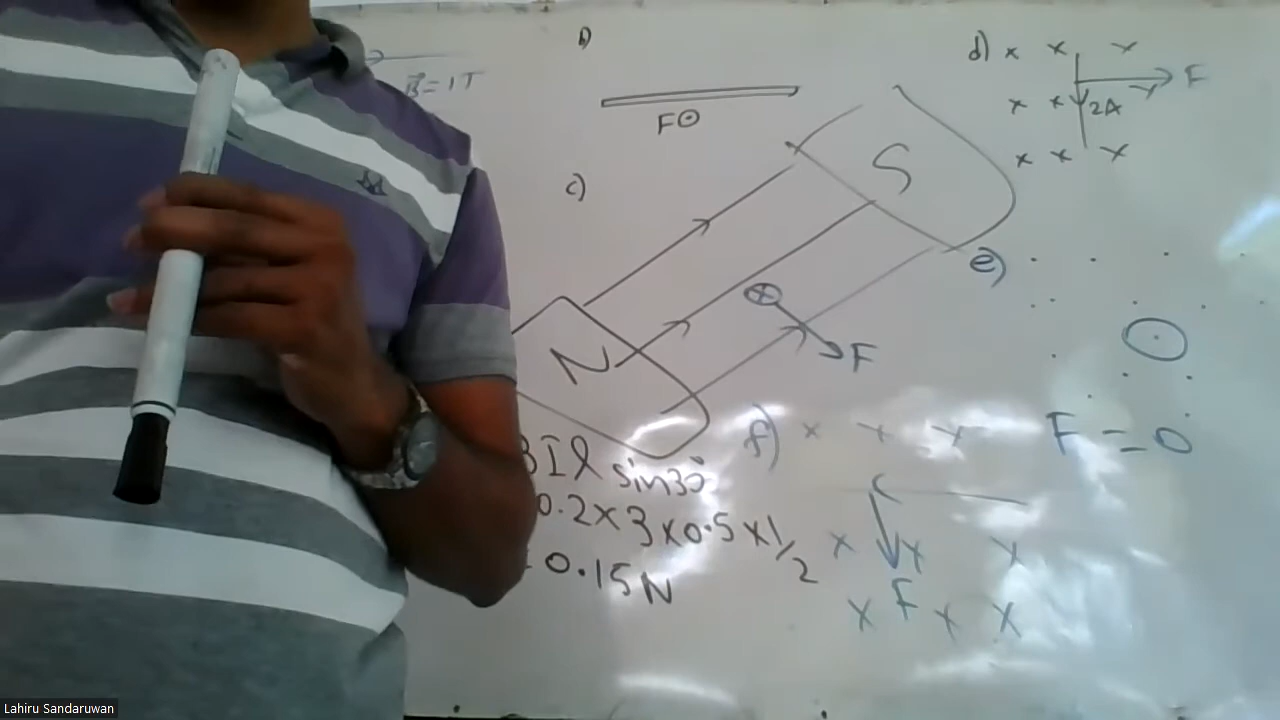 B⃗ = 1T
b)
F⊙
c)
S
N
⊗
F
BIl sin30°
0.2×3×0.5×1/2
= 0.15N
d) × × ×
F
× × ×
2A
× × ×
e)
F = 0
f) × × ×
× × ×
F
× × ×
Lahiru Sandaruwan